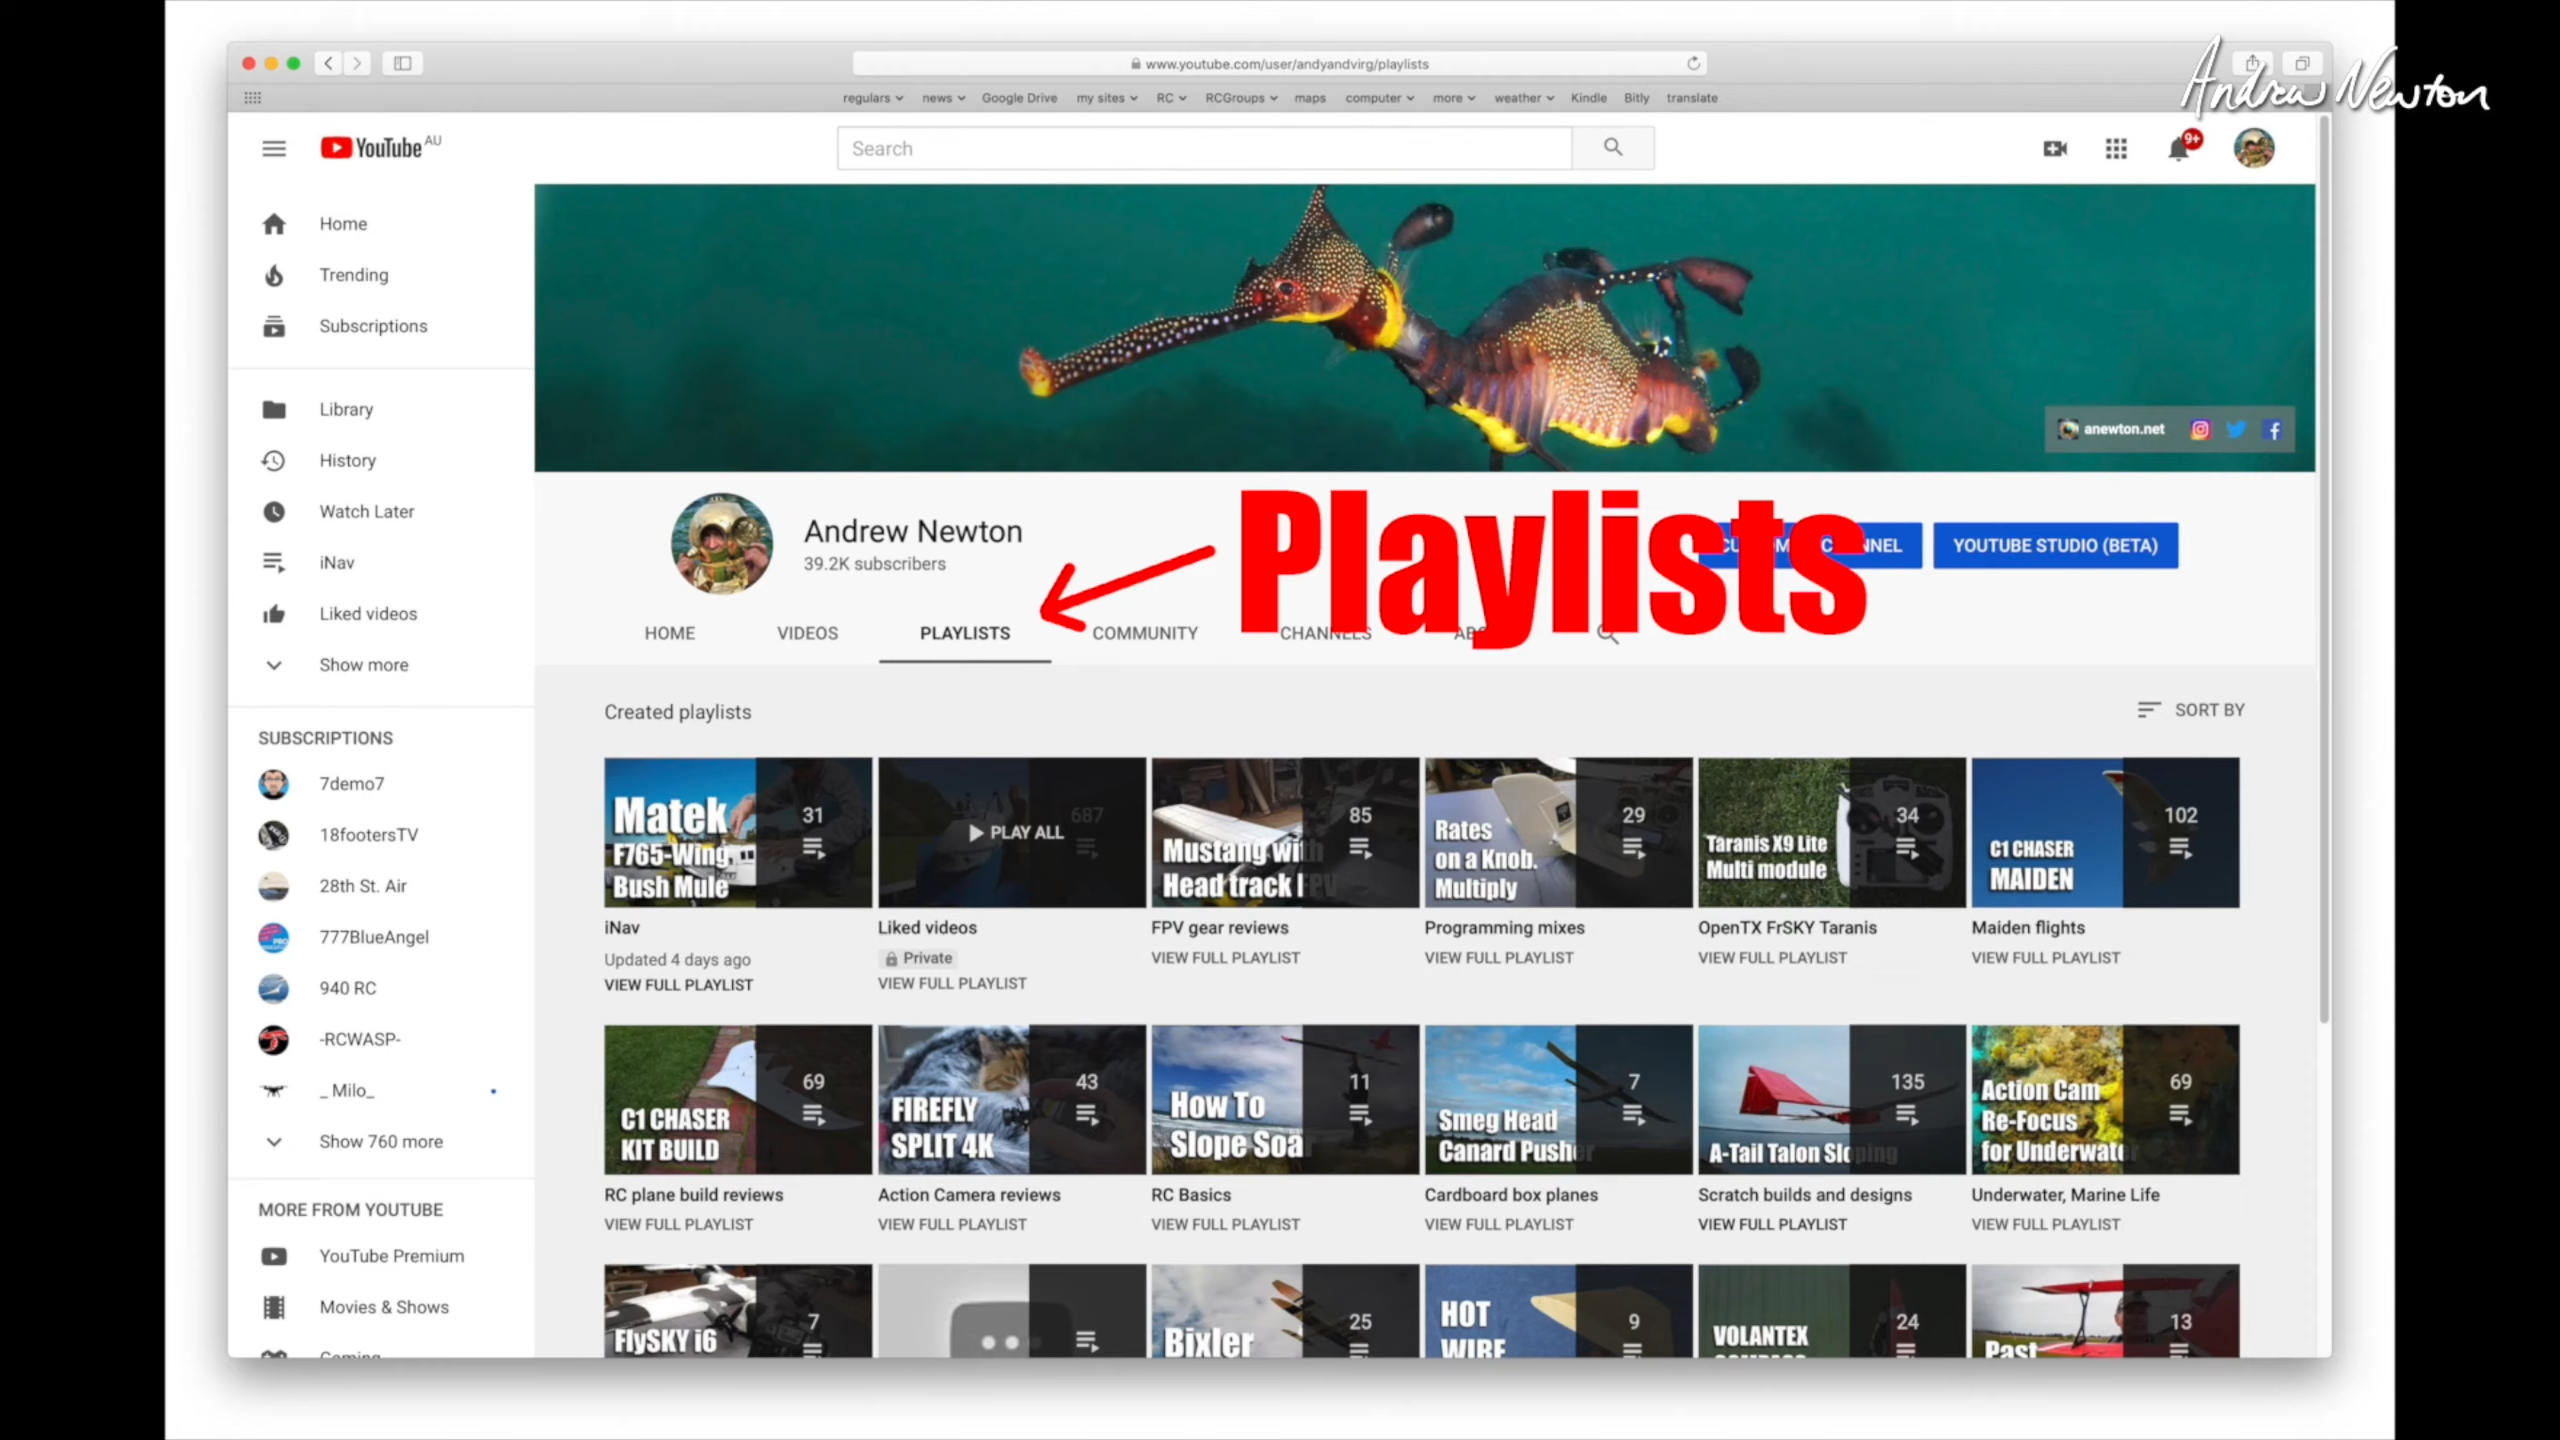 www.youtube.com/user/andyandvirg/playlists
Andrew Newton
regulars news Google Drive my sites RC RCGroups maps computer more weather Kindle Bitly translate
YouTube AU
Search
9+
Home
Trending
Subscriptions
Library
History
Watch Later
iNav
Liked videos
Show more
SUBSCRIPTIONS
7demo7
18footersTV
28th St. Air
777BlueAngel
940 RC
-RCWASP-
_ Milo_
Show 760 more
MORE FROM YOUTUBE
YouTube Premium
Movies & Shows
Gaming
anewton.net
Andrew Newton
39.2K subscribers
Playlists
YOUTUBE STUDIO (BETA)
HOME VIDEOS PLAYLISTS COMMUNITY CHANNELS
Created playlists
SORT BY
Matek
F765-Wing
Bush Mule
31
iNav
Updated 4 days ago
VIEW FULL PLAYLIST
687
PLAY ALL
Liked videos
Private
VIEW FULL PLAYLIST
Mustang with
Head track FPV
85
FPV gear reviews
VIEW FULL PLAYLIST
Rates
on a Knob.
Multiply
29
Programming mixes
VIEW FULL PLAYLIST
Taranis X9 Lite
Multi module
34
OpenTX FrSKY Taranis
VIEW FULL PLAYLIST
C1 CHASER
MAIDEN
102
Maiden flights
VIEW FULL PLAYLIST
C1 CHASER
KIT BUILD
69
RC plane build reviews
VIEW FULL PLAYLIST
FIREFLY
SPLIT 4K
43
Action Camera reviews
VIEW FULL PLAYLIST
How To
Slope Soa
11
RC Basics
VIEW FULL PLAYLIST
Smeg Head
Canard Pusher
7
Cardboard box planes
VIEW FULL PLAYLIST
A-Tail Talon Sloping
135
Scratch builds and designs
VIEW FULL PLAYLIST
Action Cam
Re-Focus
for Underwater
69
Underwater, Marine Life
VIEW FULL PLAYLIST
FlySKY i6
7
Bixler
25
HOT
WIRE
9
VOLANTEX
24
Past
13